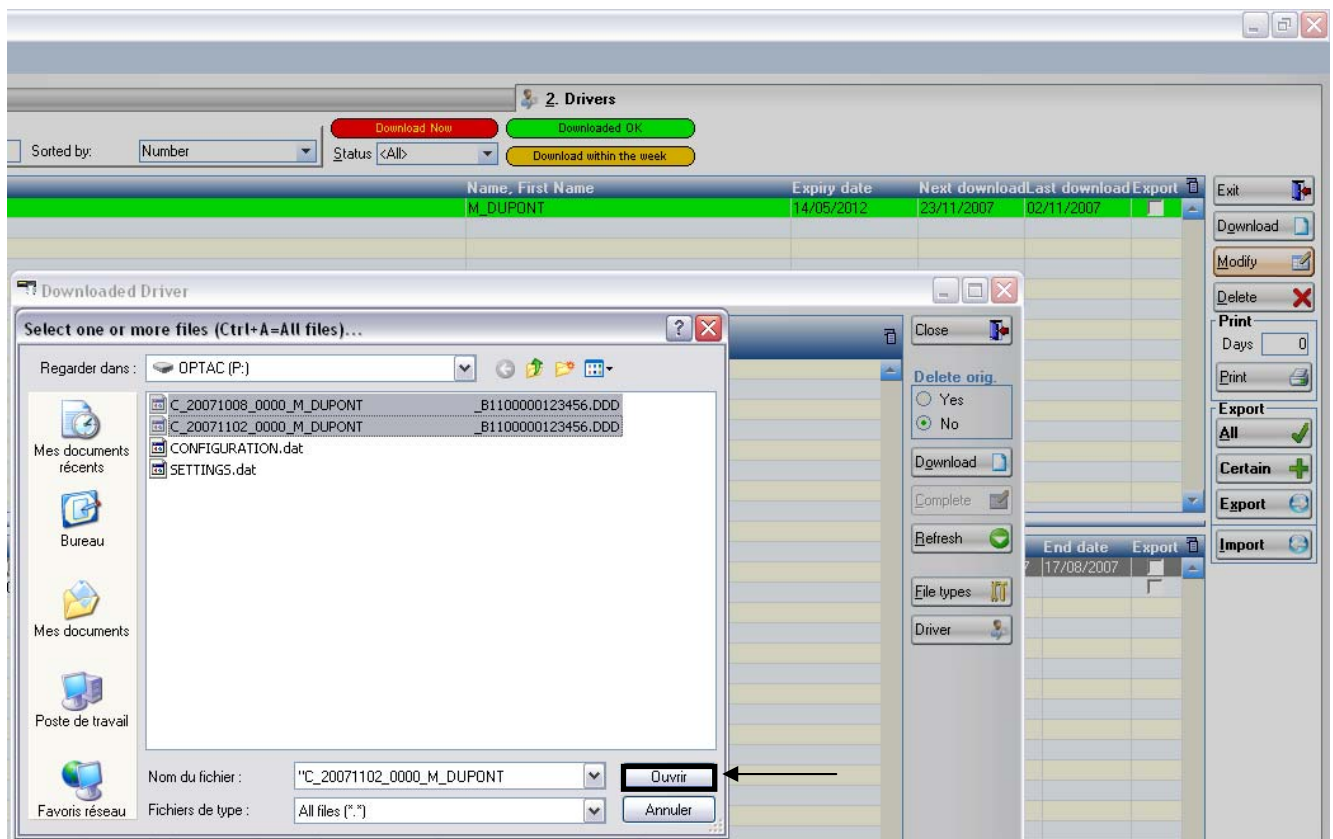 2. Drivers
Download Now
Downloaded OK
Sorted by:
Number
Status
<All>
Download within the week
Name, First Name
Expiry date
Next download
Last download
Export
M_DUPONT
14/05/2012
23/11/2007
02/11/2007
Exit
Download
Modify
Delete
Print
Days
0
Print
Export
All
Certain
Export
Import
Downloaded Driver
Select one or more files (Ctrl+A=All files)...
Regarder dans :
OPTAC (P:)
C_20071008_0000_M_DUPONT _B1100000123456.DDD
C_20071102_0000_M_DUPONT _B1100000123456.DDD
CONFIGURATION.dat
SETTINGS.dat
Mes documents
récents
Bureau
Mes documents
Poste de travail
Favoris réseau
Nom du fichier :
"C_20071102_0000_M_DUPONT
Ouvrir
Fichiers de type :
All files (*.*)
Annuler
Close
Delete orig.
Yes
No
Download
Complete
Refresh
File types
Driver
End date
Export
17/08/2007